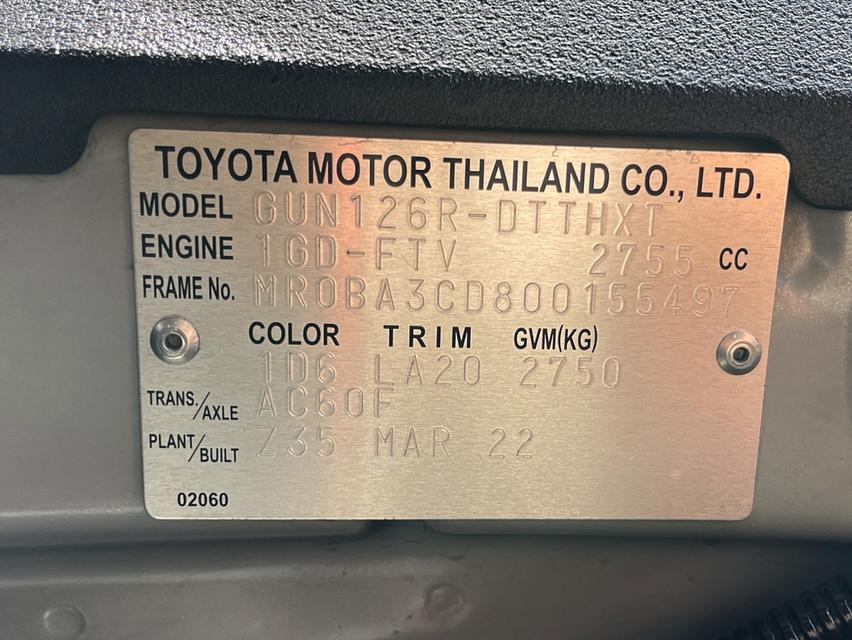 TOYOTA MOTOR THAILAND CO., LTD.
MODEL GUN126R-DTTHXT
ENGINE 1GD-FTV 2755 CC
FRAME No. MR0BA3CD800155497
COLOR TRIM GVM(KG)
1D6 LA20 2750
TRANS./AXLE AC60F
PLANT/BUILT Z35 MAR 22
02060